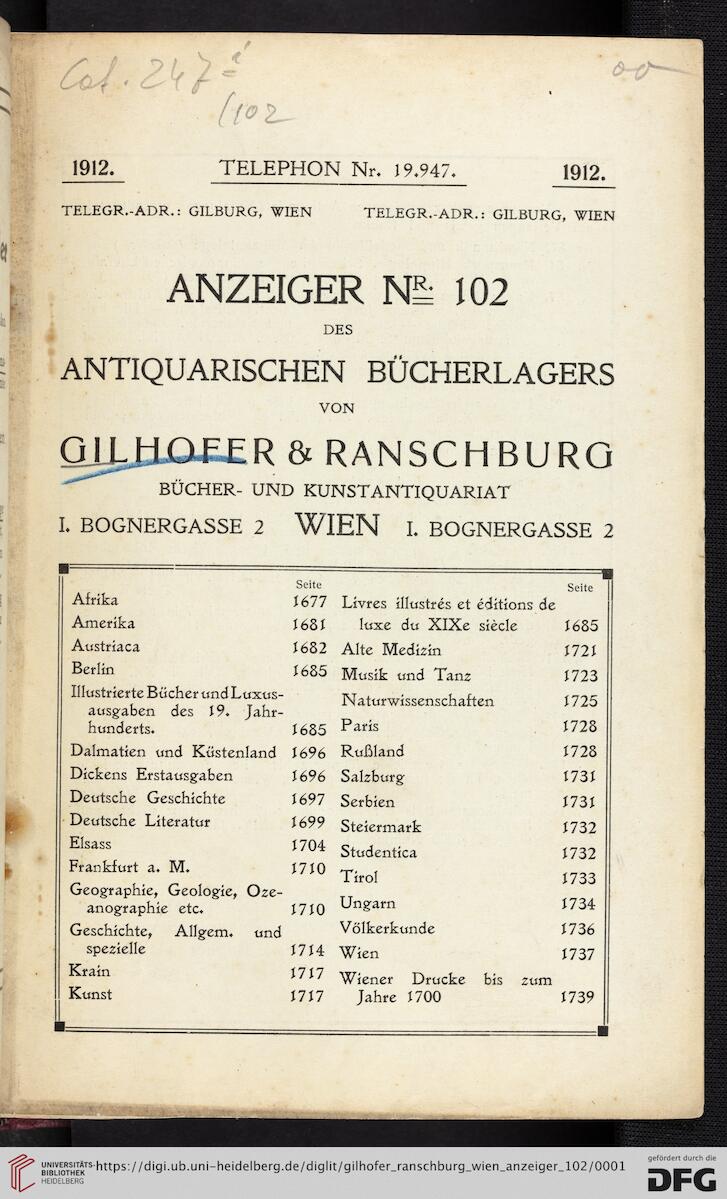 Cat. 247
(102
1912. TELEPHON Nr. 19.947. 1912.
TELEGR.-ADR.: GILBURG, WIEN TELEGR.-ADR.: GILBURG, WIEN
ANZEIGER NR. 102
DES
ANTIQUARISCHEN BÜCHERLAGERS
VON
GILHOFER & RANSCHBURG
BÜCHER- UND KUNSTANTIQUARIAT
I. BOGNERGASSE 2 WIEN I. BOGNERGASSE 2
Seite
Afrika 1677
Amerika 1681
Austriaca 1682
Berlin 1685
Illustrierte Bücher und Luxus-
ausgaben des 19. Jahr-
hunderts. 1685
Dalmatien und Küstenland 1696
Dickens Erstausgaben 1696
Deutsche Geschichte 1697
Deutsche Literatur 1699
Elsass 1704
Frankfurt a. M. 1710
Geographie, Geologie, Oze-
anographie etc. 1710
Geschichte, Allgem. und
spezielle 1714
Krain 1717
Kunst 1717
Seite
Livres illustrés et éditions de
luxe du XIXe siècle 1685
Alte Medizin 1721
Musik und Tanz 1723
Naturwissenschaften 1725
Paris 1728
Rußland 1728
Salzburg 1731
Serbien 1731
Steiermark 1732
Studentica 1732
Tirol 1733
Ungarn 1734
Völkerkunde 1736
Wien 1737
Wiener Drucke bis zum
Jahre 1700 1739
UNIVERSITÄTS-
BIBLIOTHEK
HEIDELBERG
https://digi.ub.uni-heidelberg.de/diglit/gilhofer_ranschburg_wien_anzeiger_102/0001
gefördert durch die
DFG